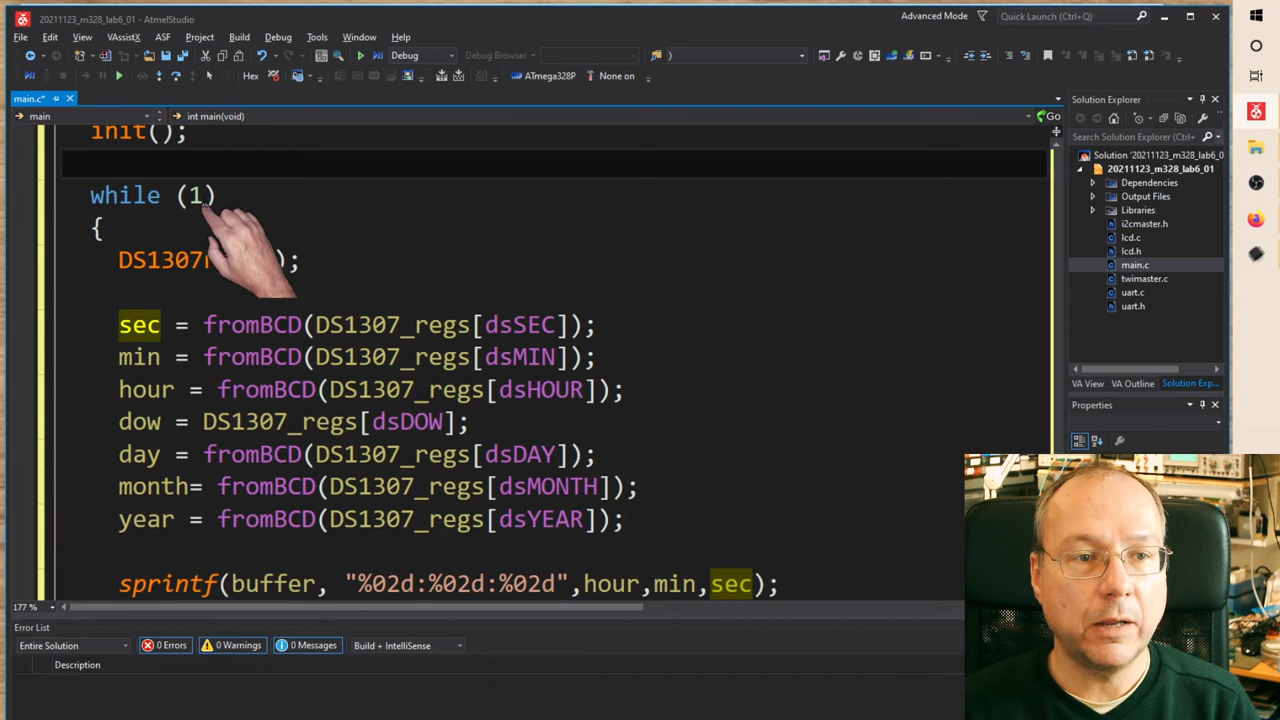 20211123_m328_lab6_01 - AtmelStudio
Advanced Mode
Quick Launch (Ctrl+Ü)
File Edit View VAssistX ASF Project Build Debug Tools Window Help
Debug
Debug Browser
)
Hex
ATmega328P
None on
main.c*
main
int main(void)
Go
init();
while (1)
{
);
sec = fromBCD(DS1307_regs[dsSEC]);
min = fromBCD(DS1307_regs[dsMIN]);
hour = fromBCD(DS1307_regs[dsHOUR]);
dow = DS1307_regs[dsDOW];
day = fromBCD(DS1307_regs[dsDAY]);
month= fromBCD(DS1307_regs[dsMONTH]);
year = fromBCD(DS1307_regs[dsYEAR]);
sprintf(buffer, "%02d:%02d:%02d",hour,min,sec);
177 %
Error List
Entire Solution
0 Errors
0 Warnings
0 Messages
Build + IntelliSense
Description
Solution Explorer
Search Solution Explorer (Ctrl+
Solution '20211123_m328_lab6_0
20211123_m328_lab6_01
Dependencies
Output Files
Libraries
i2cmaster.h
lcd.c
lcd.h
main.c
twimaster.c
uart.c
uart.h
VA View VA Outline Solution Exp...
Properties